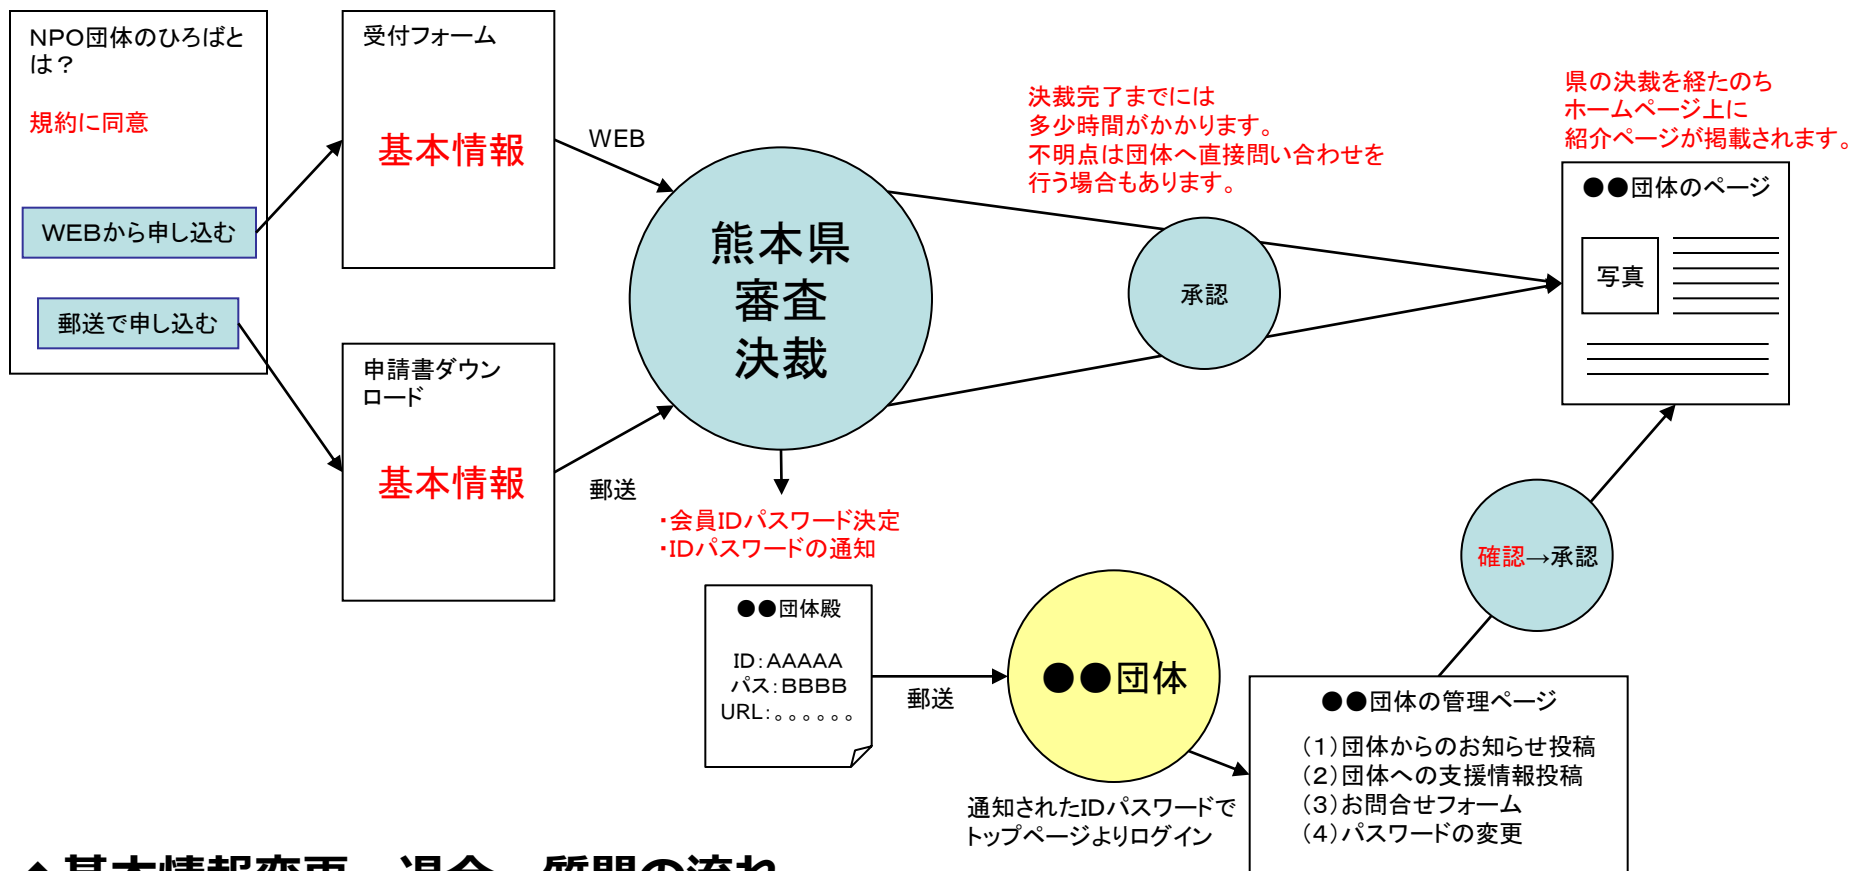 NPO団体のひろばと
は？
規約に同意
WEBから申し込む
郵送で申し込む
受付フォーム
基本情報
申請書ダウン
ロード
基本情報
WEB
郵送
熊本県
審査
決裁
・会員IDパスワード決定
・IDパスワードの通知
決裁完了までには
多少時間がかかります。
不明点は団体へ直接問い合わせを
行う場合もあります。
承認
県の決裁を経たのち
ホームページ上に
紹介ページが掲載されます。
●●団体のページ
写真
確認→承認
●●団体殿
ID：AAAAA
パス：BBBB
URL：。。。。。。
郵送
●●団体
通知されたIDパスワードで
トップページよりログイン
●●団体の管理ページ
（１）団体からのお知らせ投稿
（２）団体への支援情報投稿
（３）お問合せフォーム
（４）パスワードの変更
◆基本情報変更　退会　質問の流れ